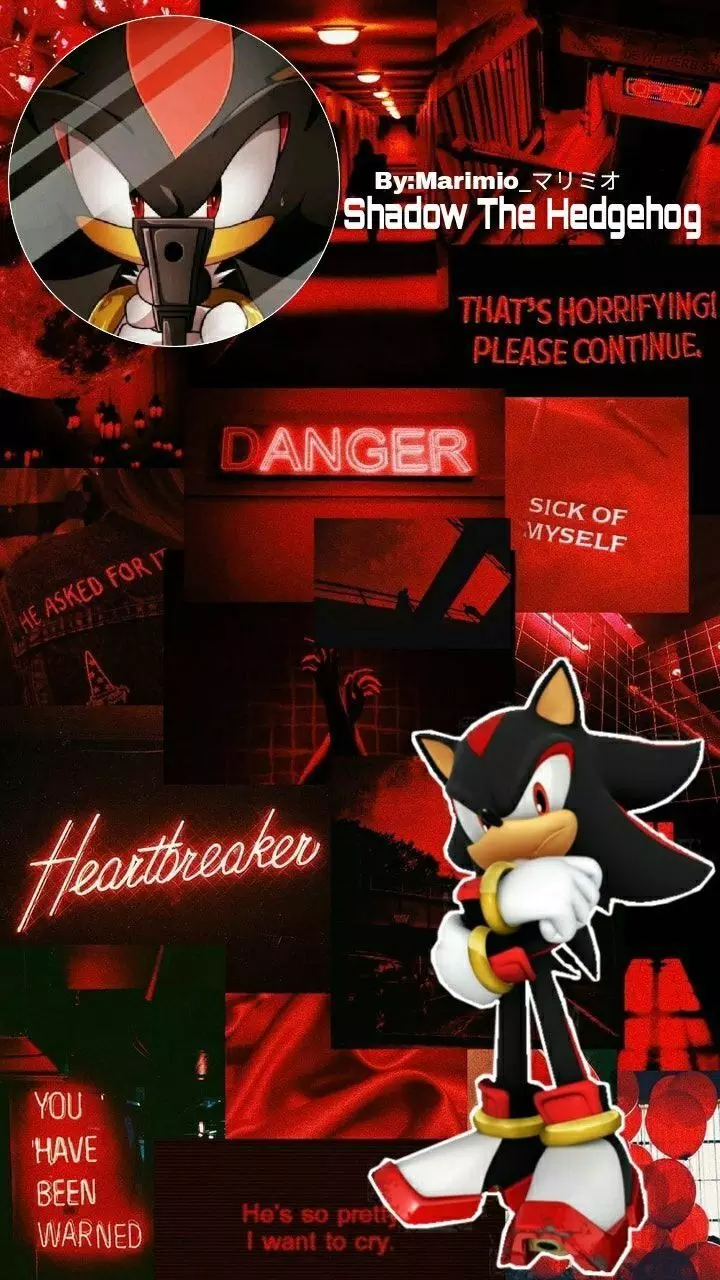 OPEN
By:Marimio_マリミオ
Shadow The Hedgehog
THAT'S HORRIFYING!
PLEASE CONTINUE.
DANGER
SICK OF
MYSELF
HE ASKED FOR IT
Heartbreaker
YOU
HAVE
BEEN
WARNED
He's so pretty
I want to cry.